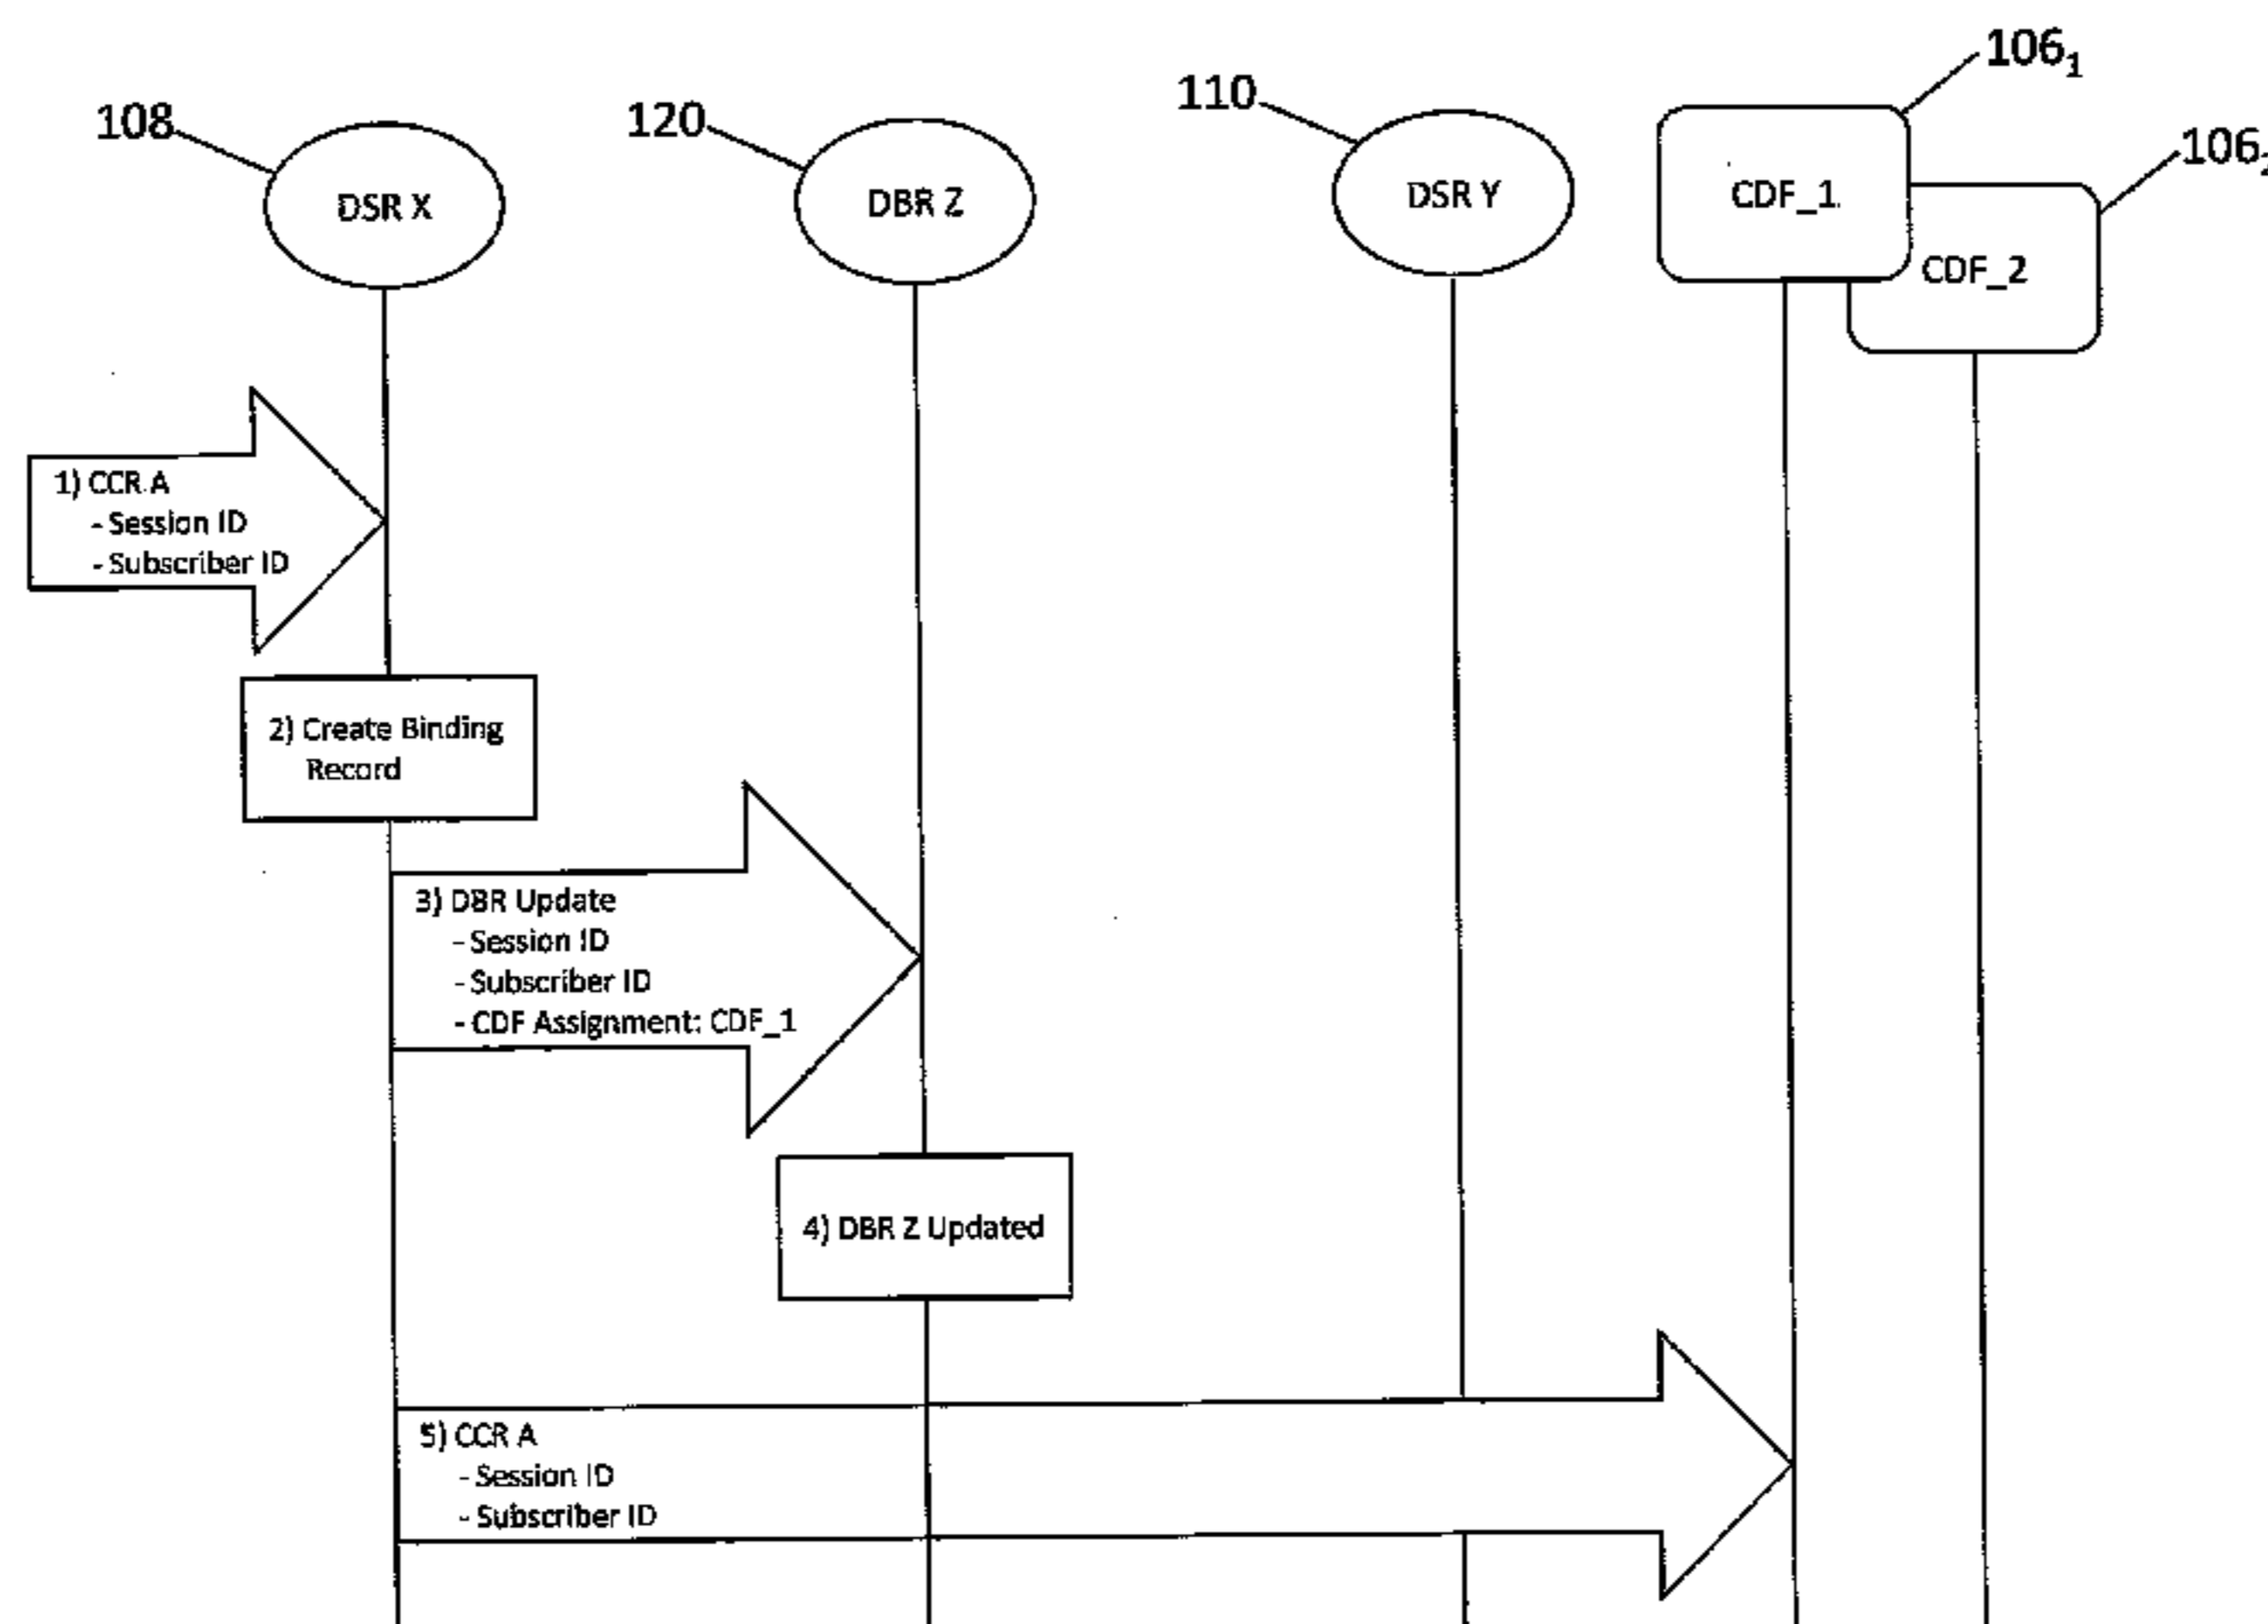 106₁
110
108
120
106₂
DSR X
DBR Z
DSR Y
CDF_1
CDF_2
1) CCR A
- Session ID
- Subscriber ID
2) Create Binding
Record
3) DBR Update
- Session ID
- Subscriber ID
- CDF Assignment: CDF_1
4) DBR Z Updated
5) CCR A
- Session ID
- Subscriber ID